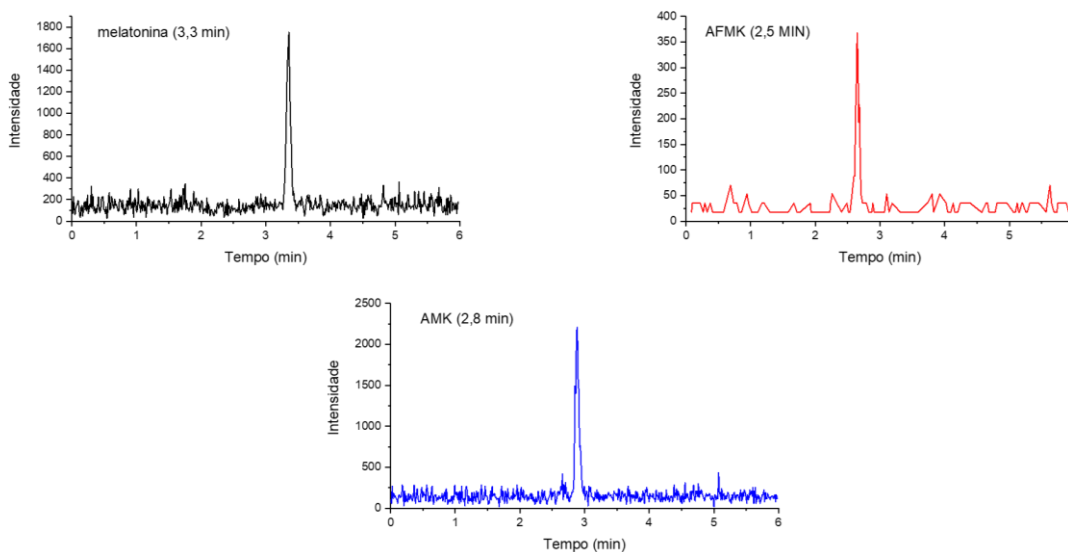 melatonina (3,3 min)
Intensidade
1800
1600
1400
1200
1000
800
600
400
200
0
0 1 2 3 4 5 6
Tempo (min)
AFMK (2,5 MIN)
Intensidade
400
350
300
250
200
150
100
50
0
0 1 2 3 4 5
Tempo (min)
AMK (2,8 min)
Intensidade
2500
2000
1500
1000
500
0
0 1 2 3 4 5 6
Tempo (min)